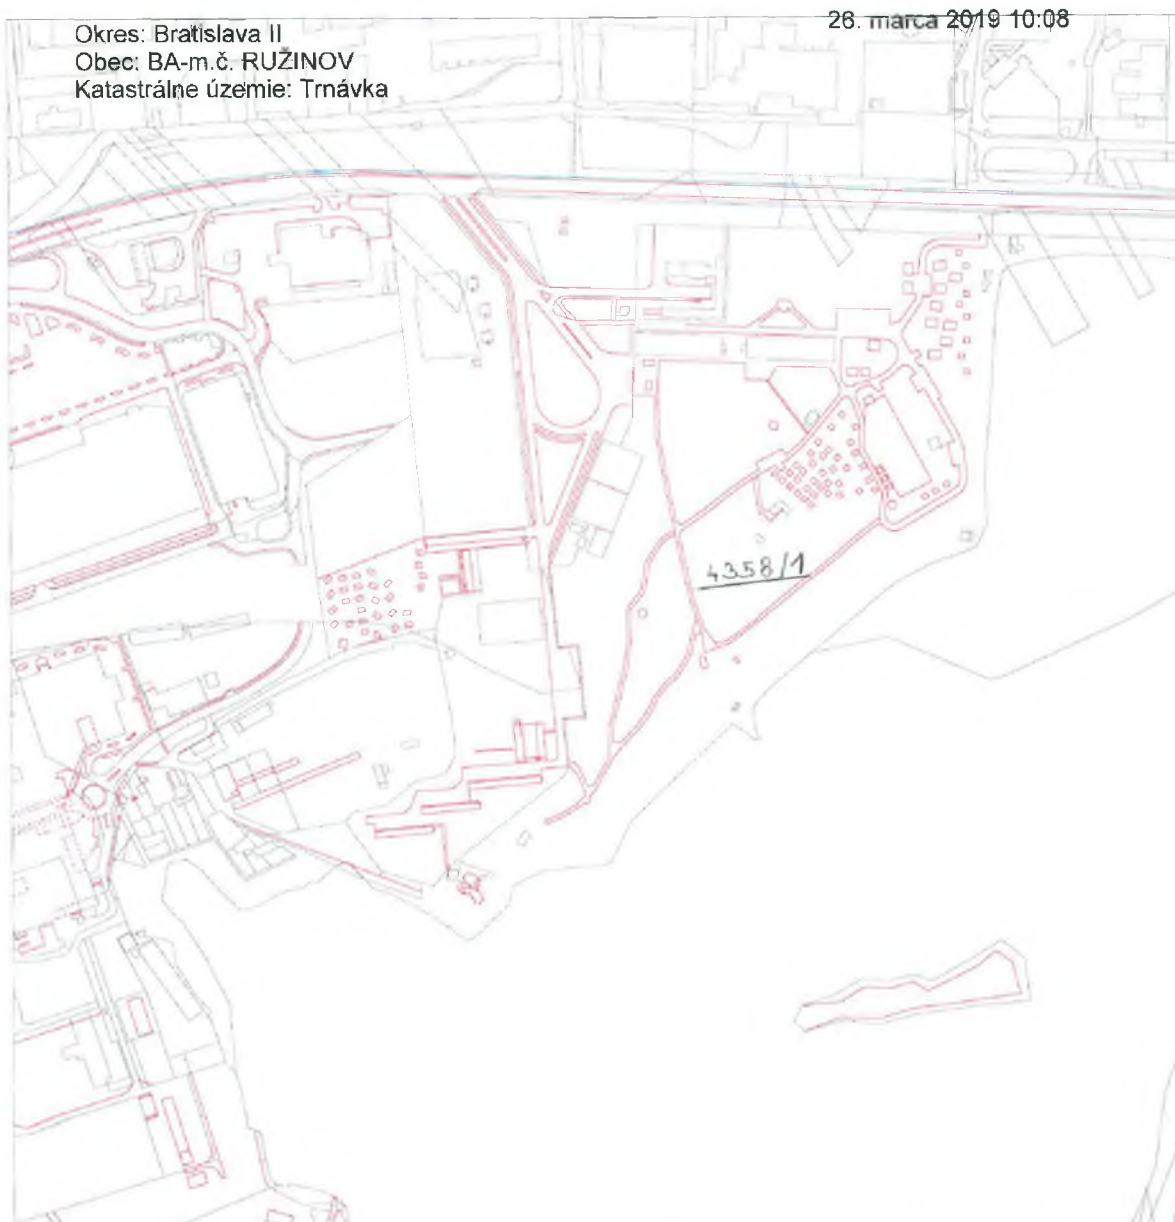 Okres: Bratislava II
Obec: BA-m.č. RUŽINOV
Katastrálne územie: Trnávka
26. marca 2019 10:08
4358/1